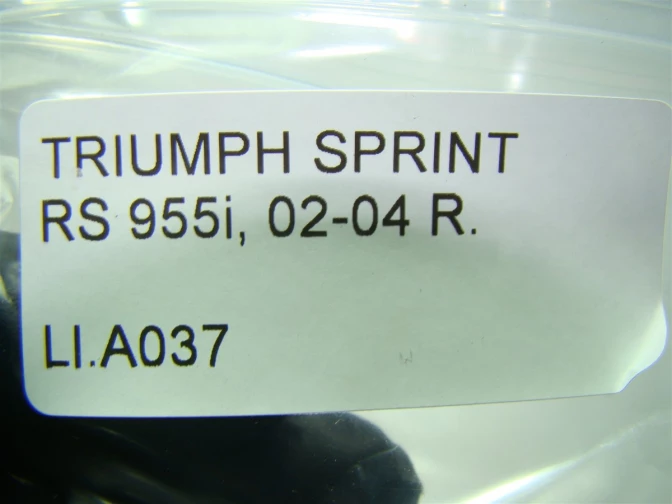 TRIUMPH SPRINT
RS 955i, 02-04 R.
LI.A037